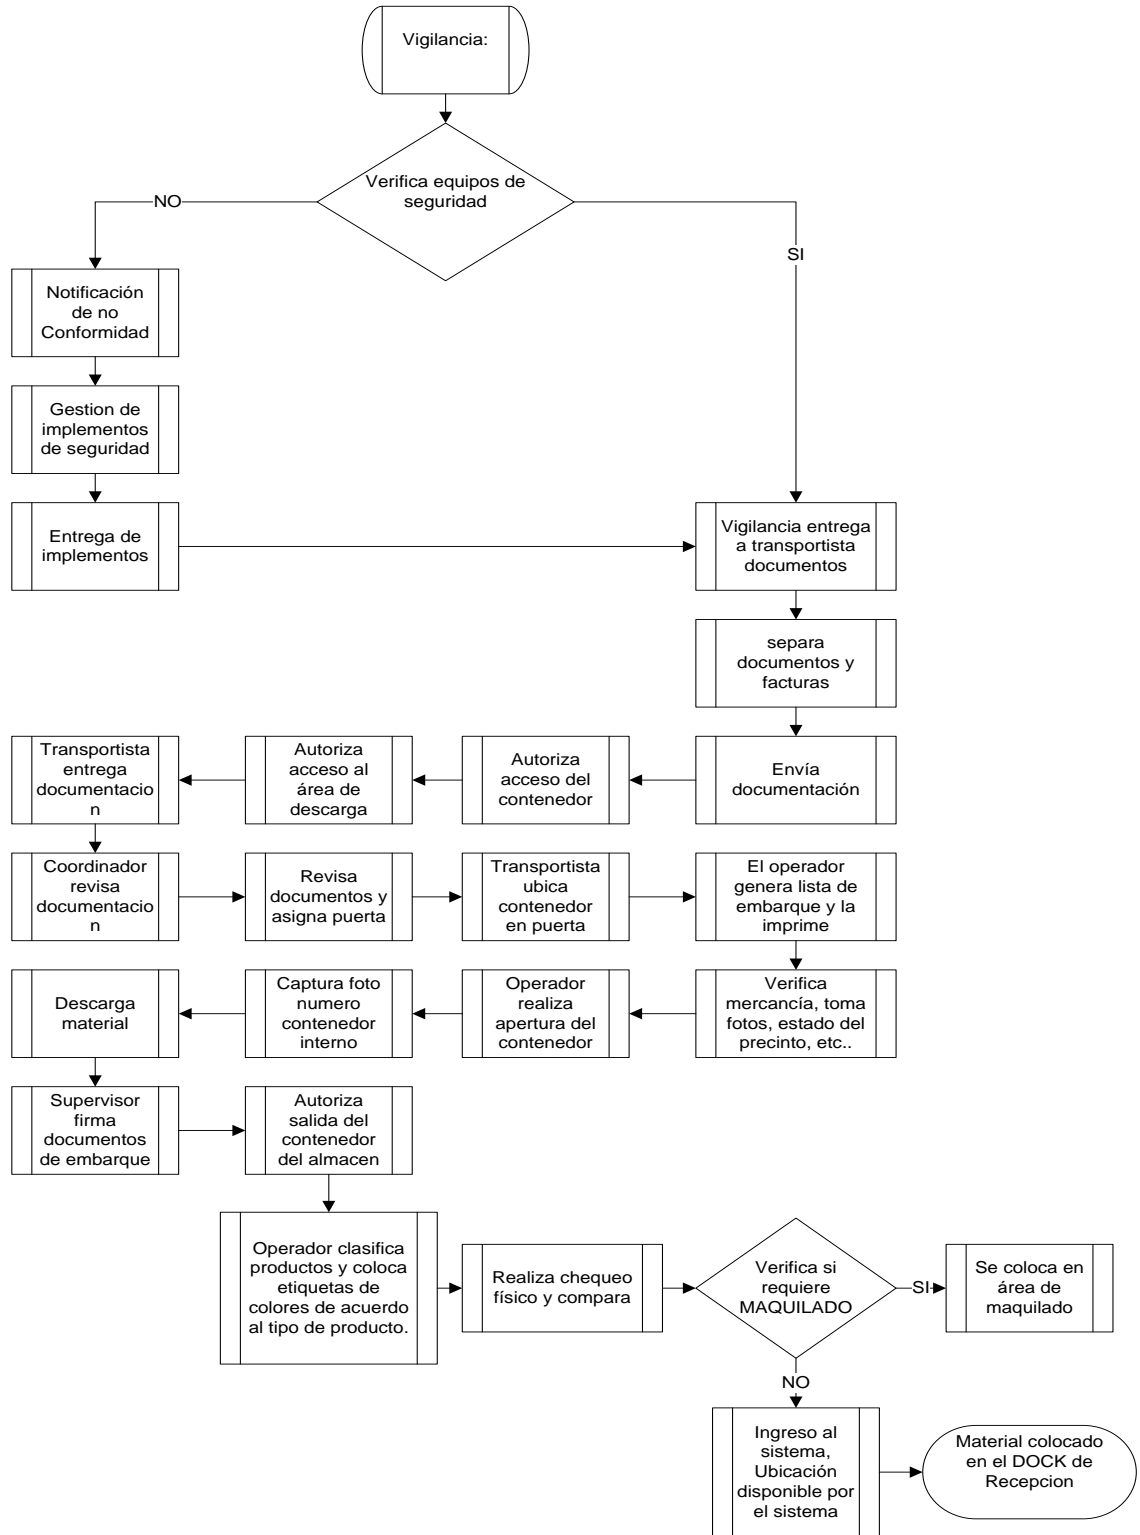 Vigilancia:
Verifica equipos de
seguridad
NO
SI
Notificación
de no
Conformidad
Gestion de
implementos
de seguridad
Entrega de
implementos
Vigilancia entrega
a transportista
documentos
separa
documentos y
facturas
Transportista
entrega
documentacio
n
Autoriza
acceso al
área de
descarga
Autoriza
acceso del
contenedor
Envía
documentación
Coordinador
revisa
documentacio
n
Revisa
documentos y
asigna puerta
Transportista
ubica
contenedor
en puerta
El operador
genera lista de
embarque y la
imprime
Descarga
material
Captura foto
numero
contenedor
interno
Operador
realiza
apertura del
contenedor
Verifica
mercancía, toma
fotos, estado del
precinto, etc..
Supervisor
firma
documentos
de embarque
Autoriza
salida del
contenedor
del almacen
Operador clasifica
productos y coloca
etiquetas de
colores de acuerdo
al tipo de producto.
Realiza chequeo
físico y compara
Verifica si
requiere
MAQUILADO
SI
Se coloca en
área de
maquilado
NO
Ingreso al
sistema,
Ubicación
disponible por
el sistema
Material colocado
en el DOCK de
Recepcion